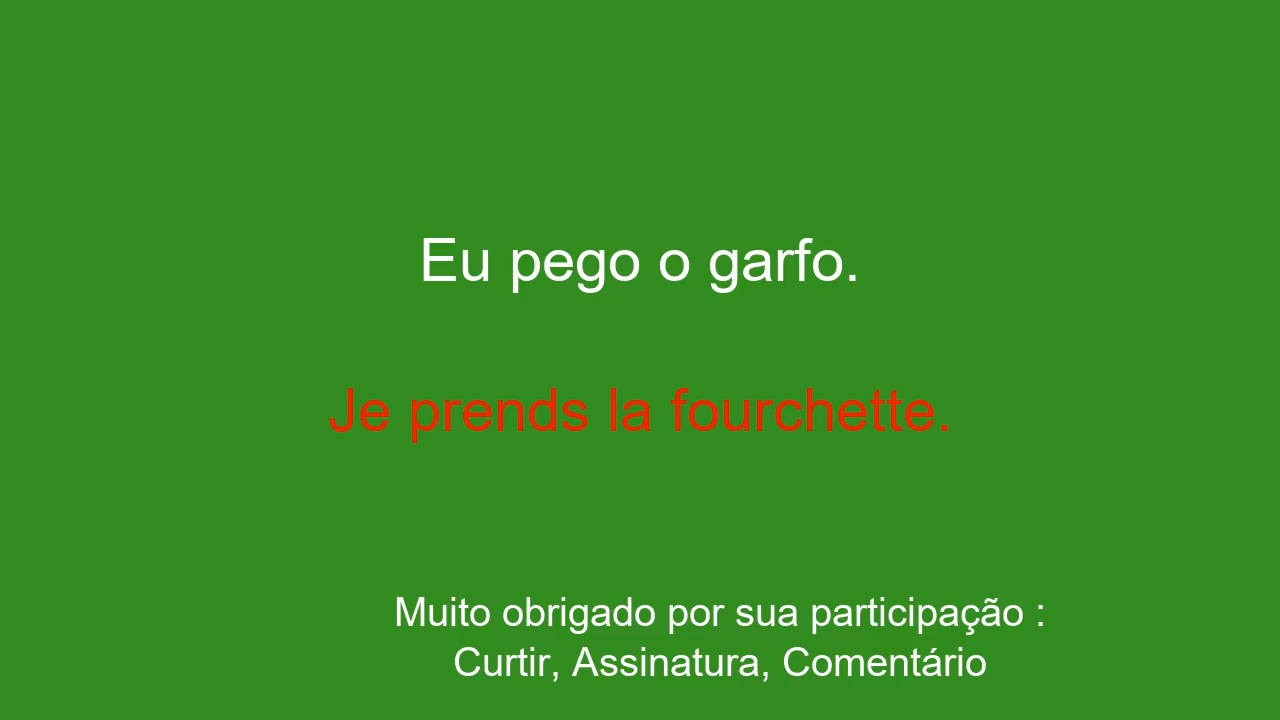 Eu pego o garfo.
Je prends la fourchette.
Muito obrigado por sua participação :
Curtir, Assinatura, Comentário